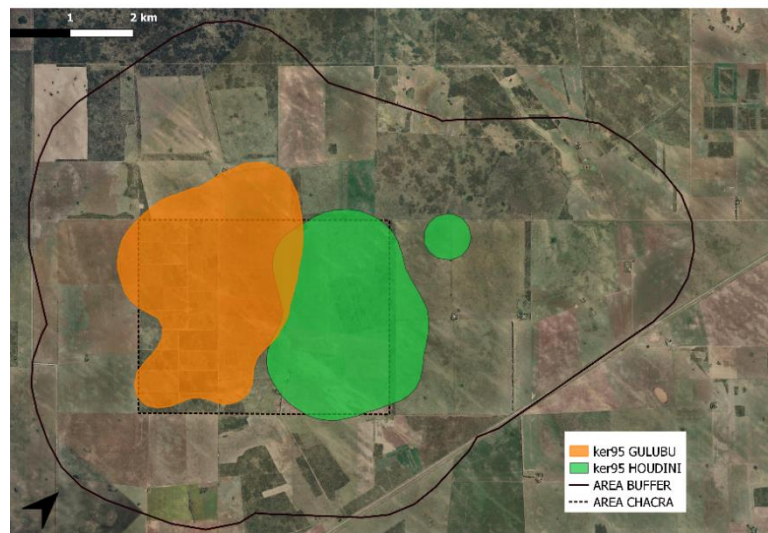 1 2 km
ker95 GULUBU
ker95 HOUDINI
AREA BUFFER
AREA CHACRA